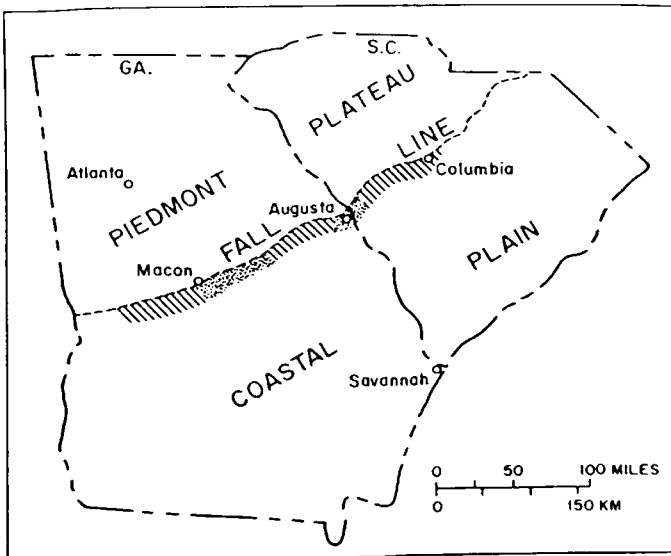 GA.
S.C.
PIEDMONT PLATEAU
FALL LINE
COASTAL PLAIN
Atlanta
Columbia
Augusta
Macon
Savannah
0 50 100 MILES
0 150 KM